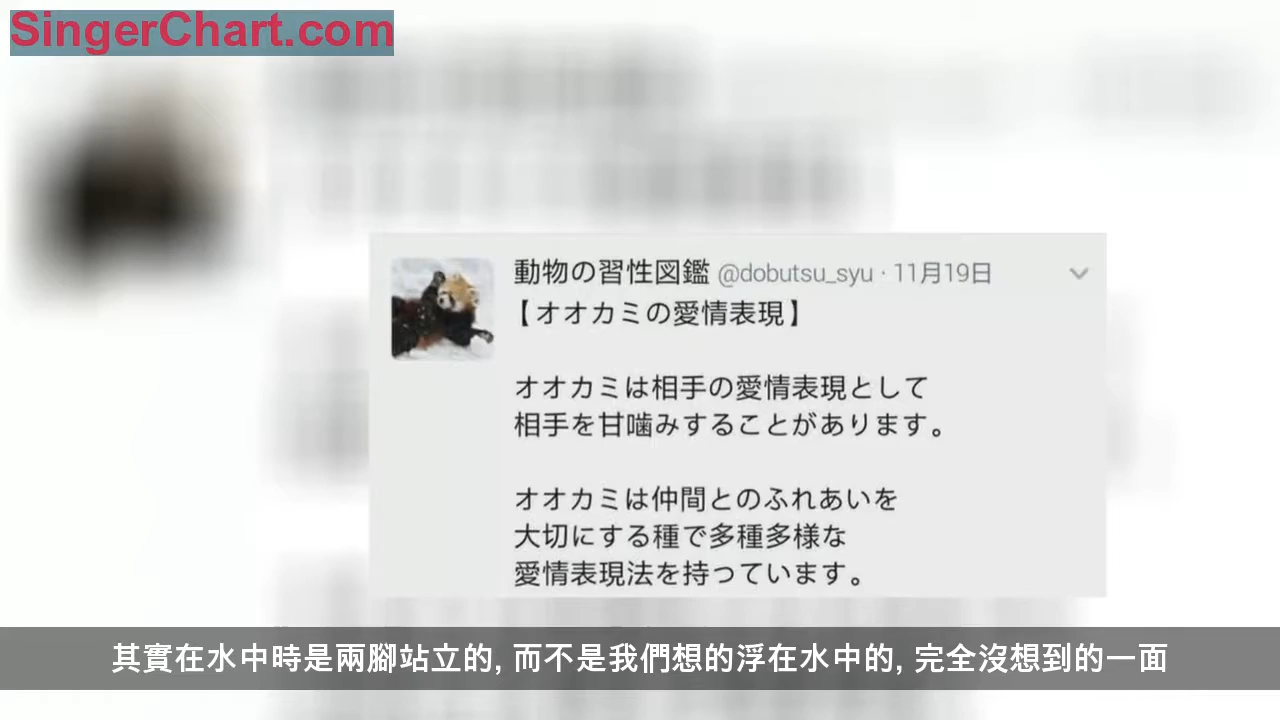 SingerChart.com
動物の習性図鑑 @dobutsu_syu · 11月19日
【オオカミの愛情表現】
オオカミは相手の愛情表現として
相手を甘噛みすることがあります。
オオカミは仲間とのふれあいを
大切にする種で多種多様な
愛情表現法を持っています。
其實在水中時是兩腳站立的, 而不是我們想的浮在水中的, 完全沒想到的一面